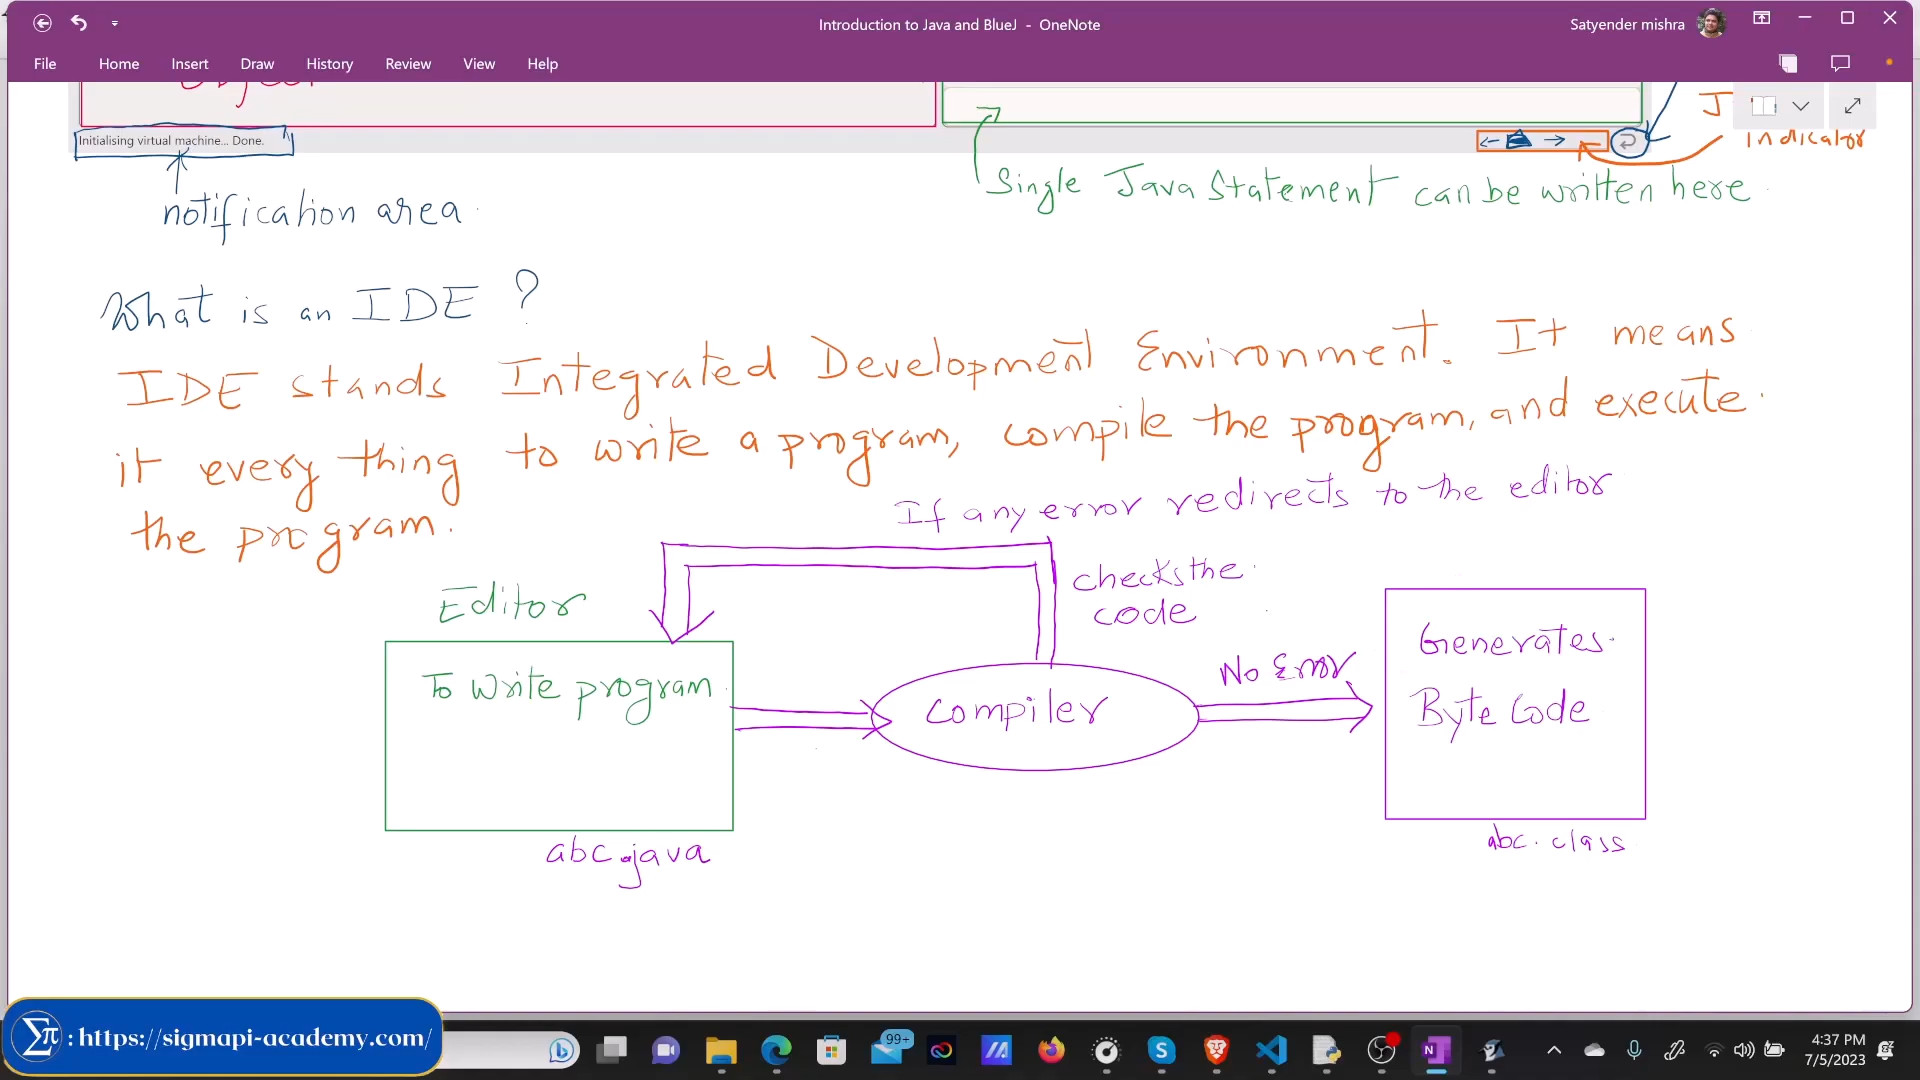 Introduction to Java and BlueJ - OneNote
Satyender mishra
File Home Insert Draw History Review View Help
Initialising virtual machine... Done.
J
indicator
Single Java Statement can be written here
notification area
What is an IDE ?
IDE stands Integrated Development Environment. It means
it every thing to write a program, compile the program, and execute
the program.
If any error redirects to the editor
checks the
code
Editor
To write program
Compiler
No Error
Generates
Byte Code
abc.java
abc.class
Σπ : https://sigmapi-academy.com/
99+
4:37 PM
7/5/2023